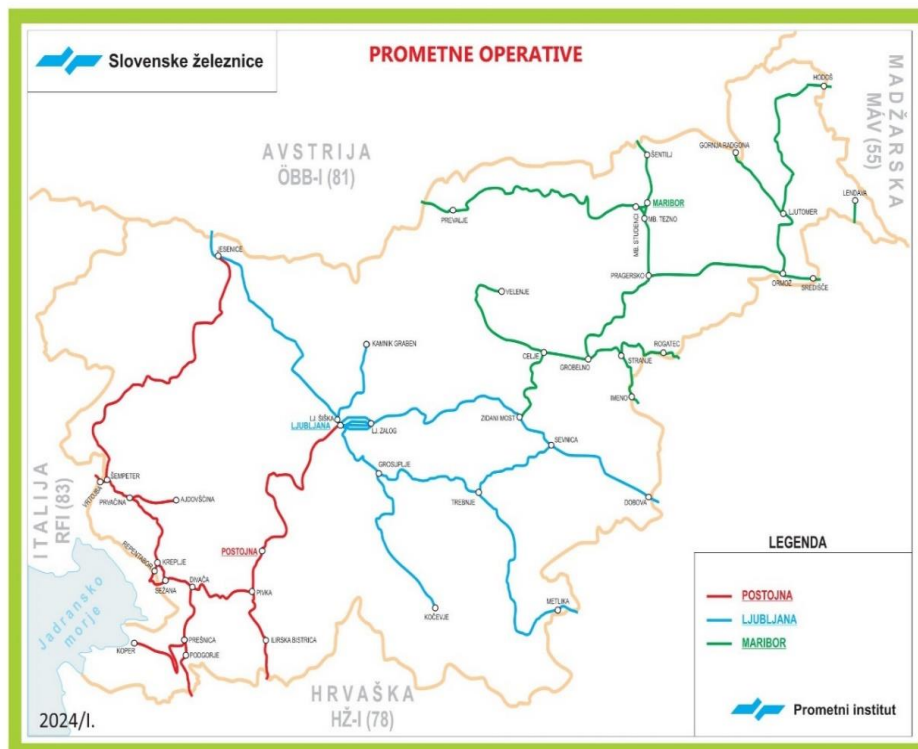 Slovenske železnice
PROMETNE OPERATIVE
MADŽARSKA
MÁV (55)
AVSTRIJA
ÖBB-I (81)
HODOŠ
GORNJA RADGONA
ŠENTILJ
LENDAVA
MARIBOR
PREVALJE
MB. STUDENCI
MB. TEZNO
LJUTOMER
JESENICE
PRAGERSKO
ORMOŽ
SREDIŠČE
VELENJE
KAMNIK GRABEN
ROGATEC
CELJE
GROBELNO
STRANJE
IMENO
LJ. ŠIŠKA
LJUBLJANA
LJ. ZALOG
ZIDANI MOST
SEVNICA
GROSUPLJE
ITALIJA
RFI (83)
ŠEMPETER
VRTOJBA
PRVAČINA
AJDOVŠČINA
TREBNJE
DOBOVA
POSTOJNA
REPENTABOR
KREPLJE
SEŽANA
DIVAČA
PIVKA
KOČEVJE
METLIKA
Jadransko
morje
KOPER
PREŠNICA
PODGORJE
ILIRSKA BISTRICA
HRVAŠKA
HŽ-I (78)
LEGENDA
POSTOJNA
LJUBLJANA
MARIBOR
Prometni institut
2024/I.